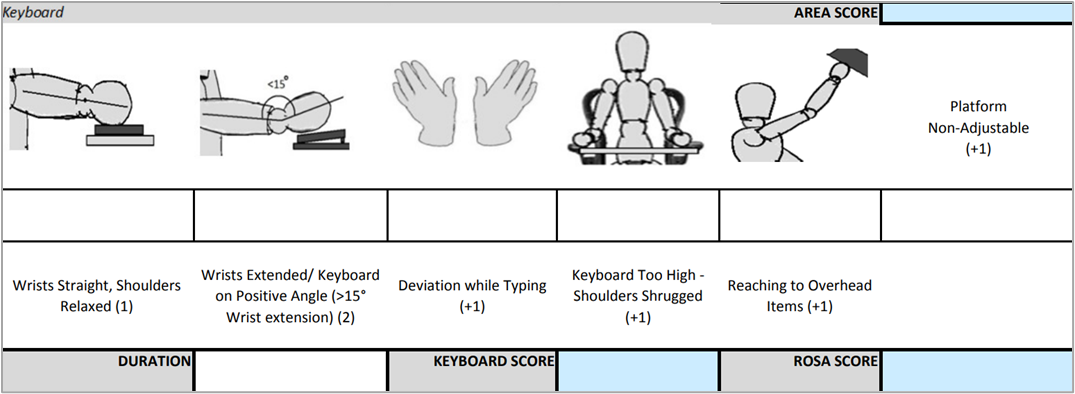 Keyboard
AREA SCORE
<15°
Platform
Non-Adjustable
(+1)
Wrists Straight, Shoulders
Relaxed (1)
Wrists Extended/ Keyboard
on Positive Angle (>15°
Wrist extension) (2)
Deviation while Typing
(+1)
Keyboard Too High -
Shoulders Shrugged
(+1)
Reaching to Overhead
Items (+1)
DURATION
KEYBOARD SCORE
ROSA SCORE